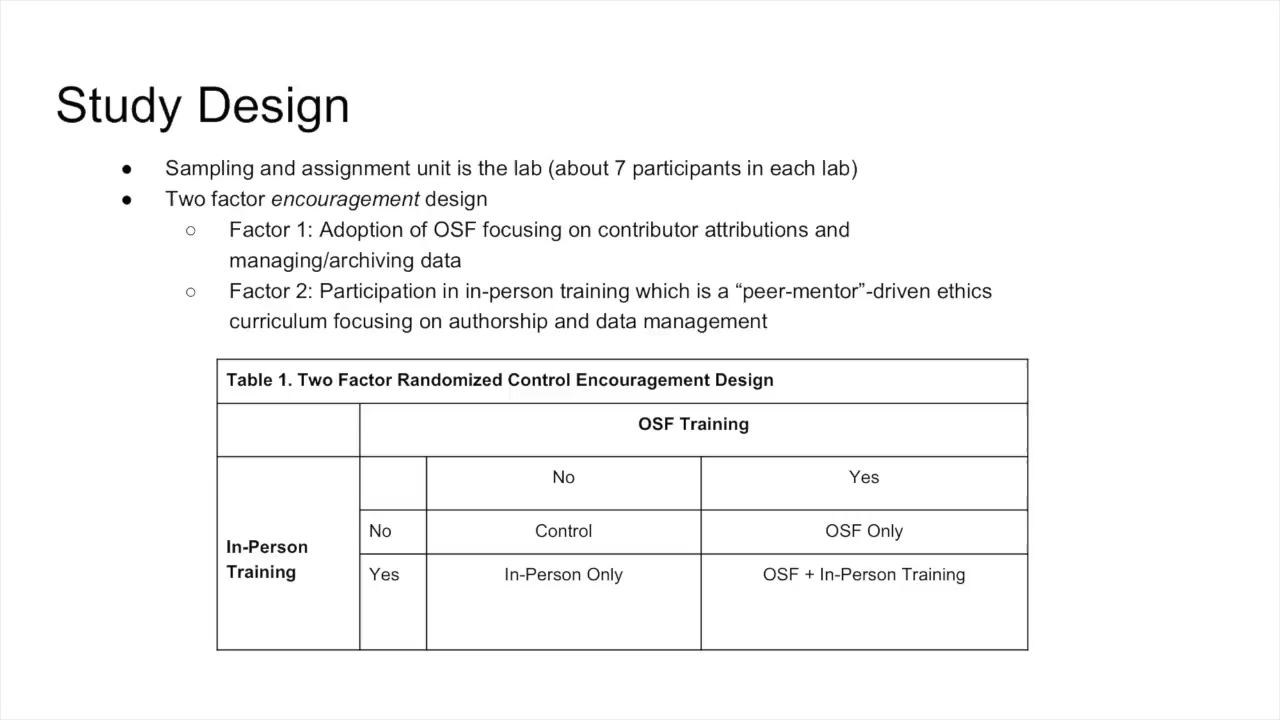 Study Design
● Sampling and assignment unit is the lab (about 7 participants in each lab)
● Two factor encouragement design
○ Factor 1: Adoption of OSF focusing on contributor attributions and
managing/archiving data
○ Factor 2: Participation in in-person training which is a “peer-mentor”-driven ethics
curriculum focusing on authorship and data management
Table 1. Two Factor Randomized Control Encouragement Design
OSF Training
No Yes
In-Person
Training
No Control OSF Only
Yes In-Person Only OSF + In-Person Training